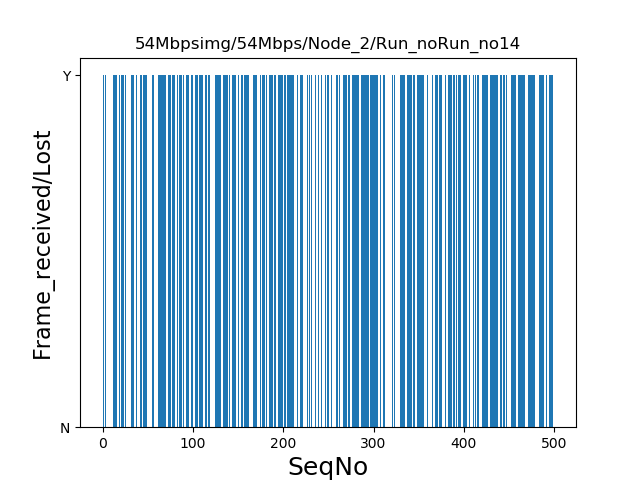 54Mbpsimg/54Mbps/Node_2/Run_noRun_no14
Y
Frame_received/Lost
N
0 100 200 300 400 500
SeqNo